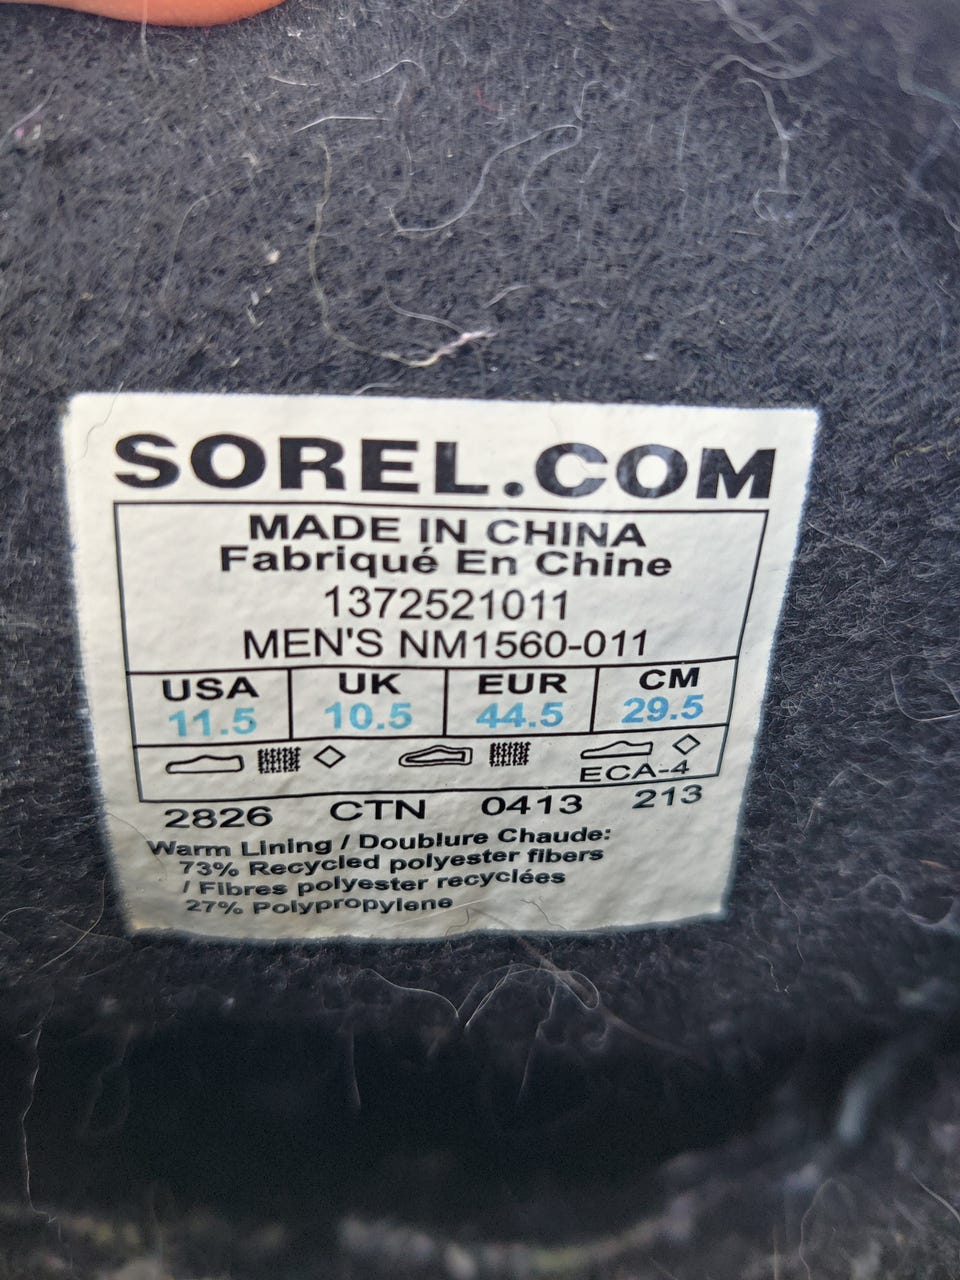 SOREL.COM
MADE IN CHINA
Fabriqué En Chine
1372521011
MEN'S NM1560-011
USA UK EUR CM
11.5 10.5 44.5 29.5
ECA-4
2826 CTN 0413 213
Warm Lining / Doublure Chaude:
73% Recycled polyester fibers
/ Fibres polyester recyclées
27% Polypropylene